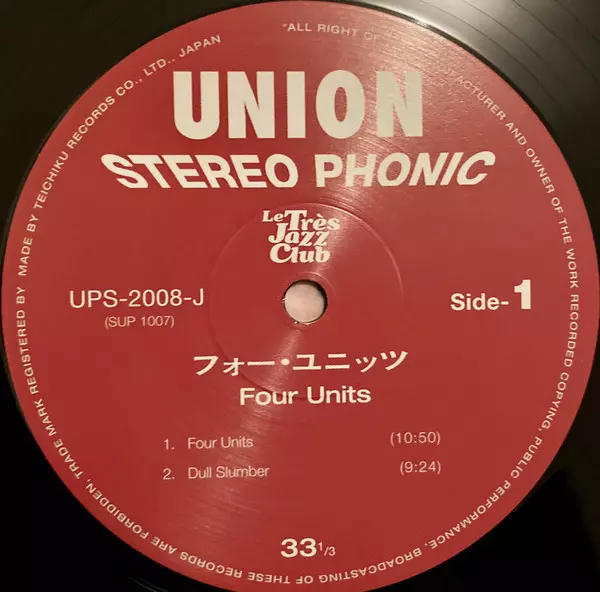 "ALL RIGHT OF
ACTURER AND OWNER OF THE WORK RECORDED COPYING, PUBLIC PERFORMANCE, BROADCASTING OF THESE RECORDS ARE FORBIDDEN, TRADE MARK REGISTERED BY MADE BY TEICHIKU RECORDS CO., LTD., JAPAN
UNION
STEREO PHONIC
Le Très
Jazz
Club
UPS-2008-J
(SUP 1007)
Side-1
フォー・ユニッツ
Four Units
1. Four Units (10:50)
2. Dull Slumber (9:24)
33 1/3